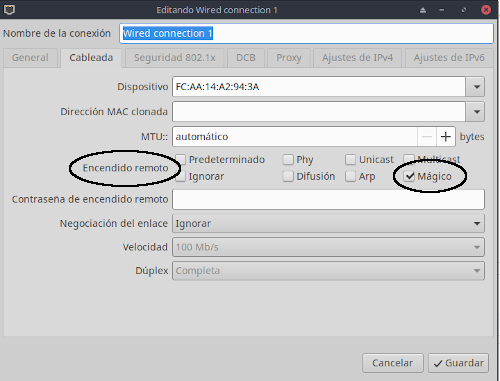 Editando Wired connection 1
Nombre de la conexión Wired connection 1
General Cableada Seguridad 802.1x DCB Proxy Ajustes de IPv4 Ajustes de IPv6
Dispositivo FC:AA:14:A2:94:3A
Dirección MAC clonada
MTU:: automático bytes
Encendido remoto Predeterminado Phy Unicast Multicast
Ignorar Difusión Arp Mágico
Contraseña de encendido remoto
Negociación del enlace Ignorar
Velocidad 100 Mb/s
Dúplex Completa
Cancelar Guardar